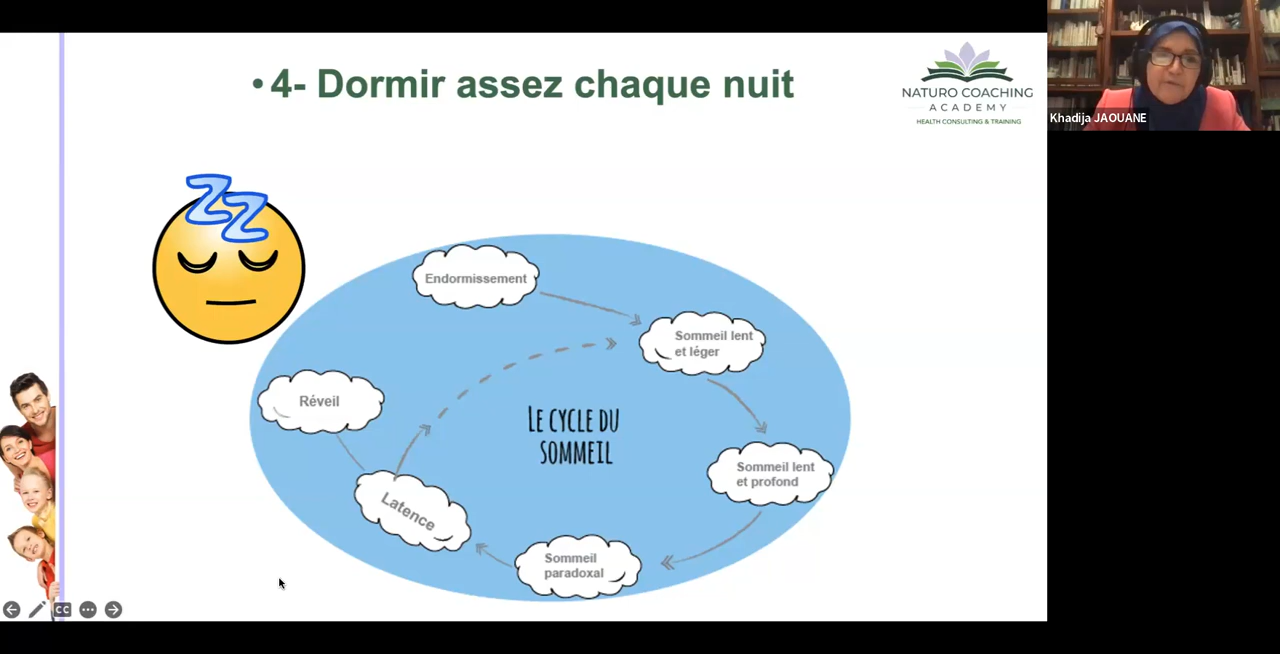 • 4- Dormir assez chaque nuit
NATURO COACHING
ACADEMY
HEALTH CONSULTING & TRAINING
Khadija JAOUANE
ZZ
Endormissement
Sommeil lent
et léger
Réveil
LE CYCLE DU
SOMMEIL
Sommeil lent
et profond
Latence
Sommeil
paradoxal
CC